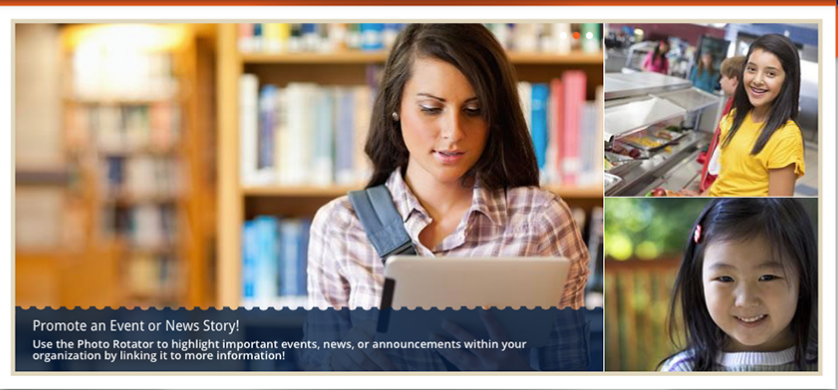 Promote an Event or News Story!
Use the Photo Rotator to highlight important events, news, or announcements within your
organization by linking it to more information!